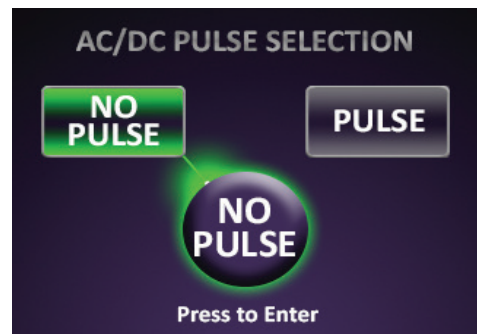 AC/DC PULSE SELECTION
NO
PULSE
PULSE
NO
PULSE
Press to Enter